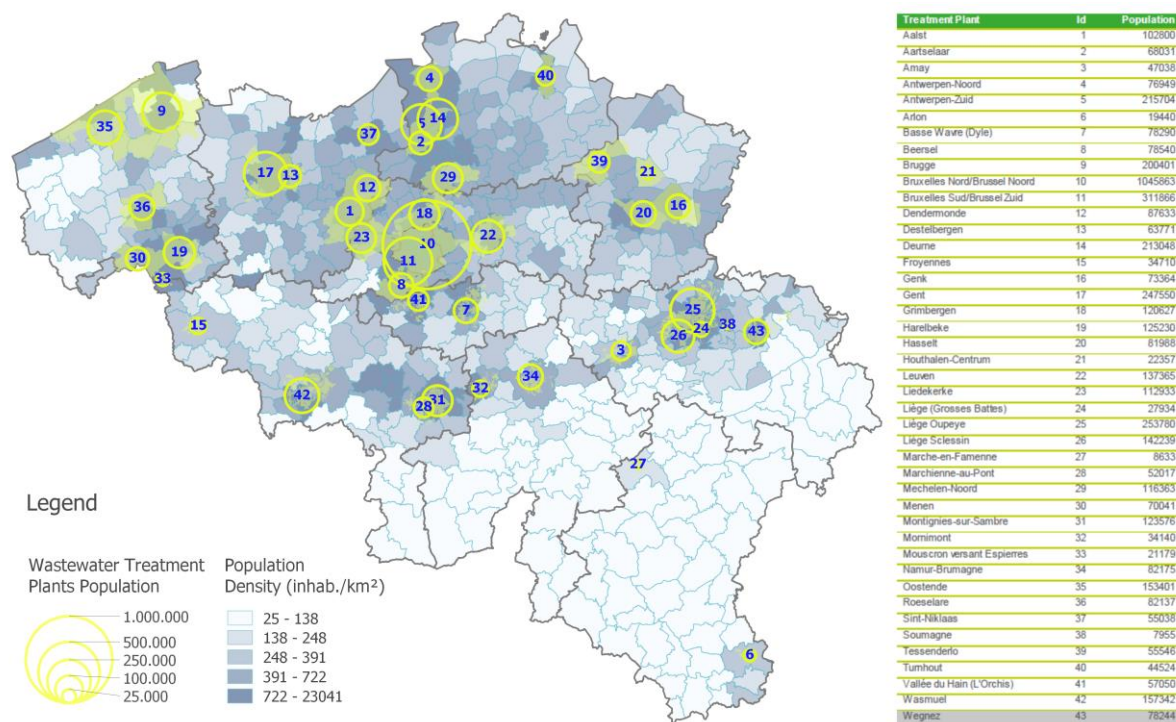 Treatment Plant Id Population
Aalst 1 102800
Aartselaar 2 68031
Amay 3 47038
Antwerpen-Noord 4 76949
Antwerpen-Zuid 5 215704
Arlon 6 19440
Basse Wavre (Dyle) 7 78290
Beersel 8 78540
Brugge 9 200401
Bruxelles Nord/Brussel Noord 10 1045863
Bruxelles Sud/Brussel Zuid 11 311866
Dendermonde 12 87633
Destelbergen 13 63771
Deurne 14 213048
Froyennes 15 34710
Genk 16 73364
Gent 17 247550
Grimbergen 18 120627
Harelbeke 19 125230
Hasselt 20 81988
Houthalen-Centrum 21 22357
Leuven 22 137365
Liedekerke 23 112933
Liège (Grosses Battes) 24 27934
Liège Oupeye 25 253780
Liège Sclessin 26 142239
Marche-en-Famenne 27 8633
Marchienne-au-Pont 28 52017
Mechelen-Noord 29 116363
Menen 30 70041
Montignies-sur-Sambre 31 123576
Mornimont 32 34140
Mouscron versant Espierres 33 21179
Namur-Brumagne 34 82175
Oostende 35 153401
Roeselare 36 82137
Sint-Niklaas 37 55038
Soumagne 38 7955
Tessenderlo 39 55546
Turnhout 40 44524
Vallée du Hain (L'Orchis) 41 57050
Wasmuel 42 157342
Wegnez 43 78244
4
40
9
14
35
5
37
2
39
17
13
29
21
12
36
1
18
16
20
23
22
10
19
11
30
33
8
41
7
25
15
24
38
43
26
3
34
32
42
31
28
27
6
Legend
Wastewater Treatment
Plants Population
1.000.000
500.000
250.000
100.000
25.000
Population
Density (inhab./km²)
25 - 138
138 - 248
248 - 391
391 - 722
722 - 23041